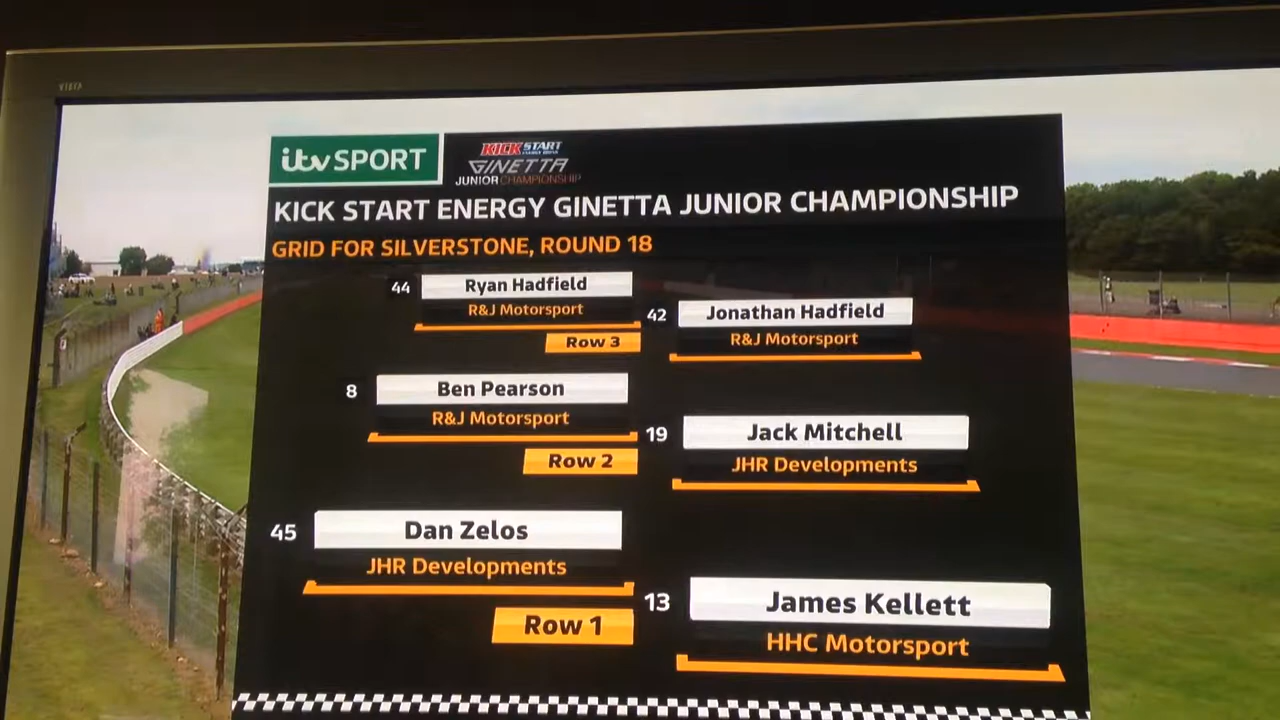 itv SPORT
KICK START
GINETTA
JUNIOR CHAMPIONSHIP
KICK START ENERGY GINETTA JUNIOR CHAMPIONSHIP
GRID FOR SILVERSTONE, ROUND 18
44 Ryan Hadfield
R&J Motorsport
Row 3
42 Jonathan Hadfield
R&J Motorsport
8 Ben Pearson
R&J Motorsport
Row 2
19 Jack Mitchell
JHR Developments
45 Dan Zelos
JHR Developments
Row 1
13 James Kellett
HHC Motorsport